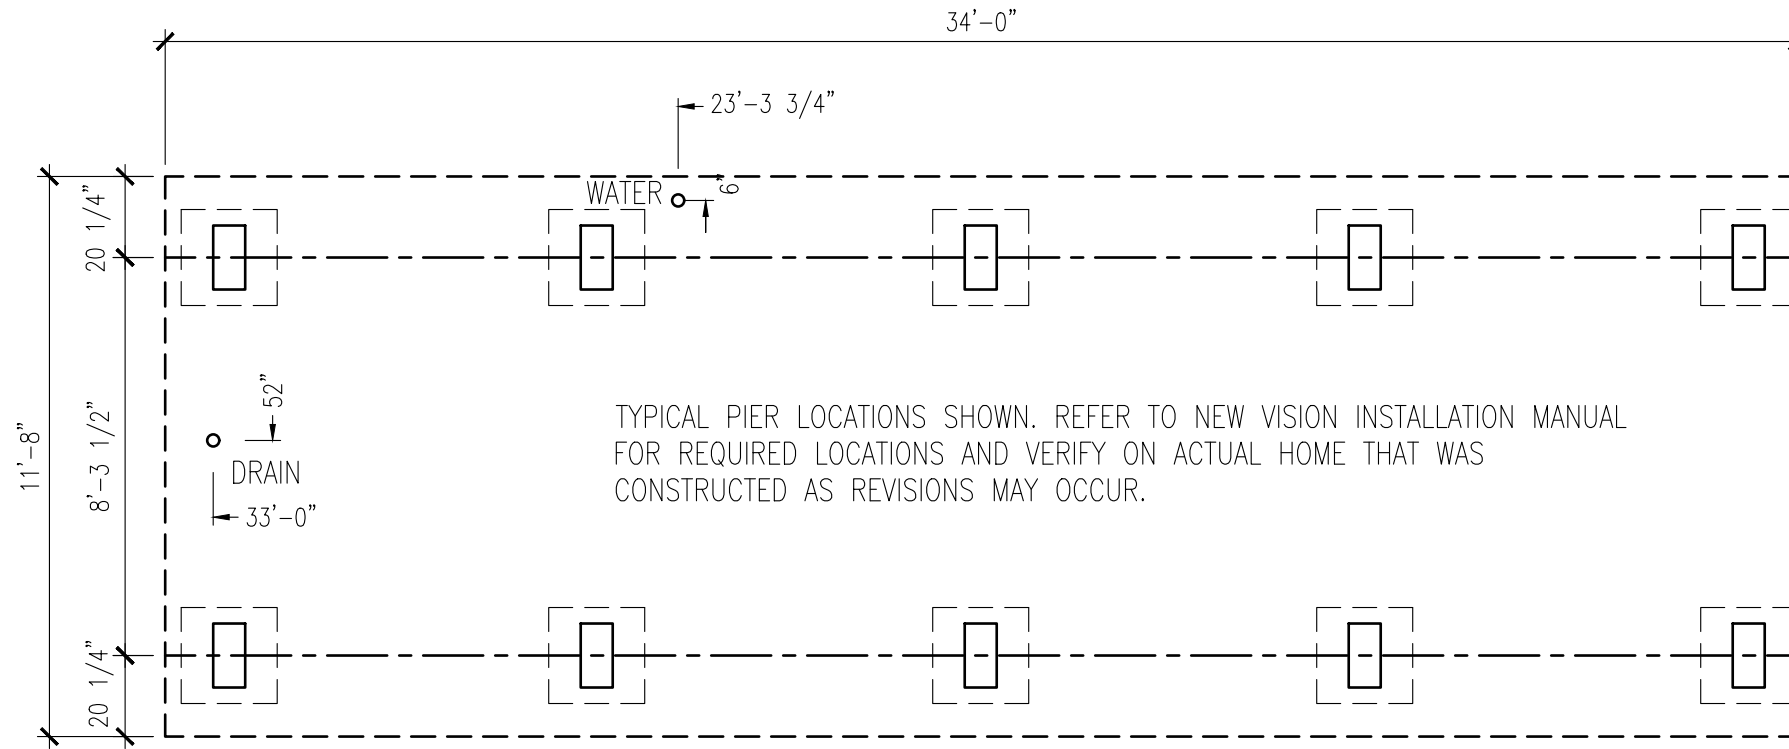 34'-0"
23'-3 3/4"
WATER
6"
20 1/4"
52"
DRAIN
33'-0"
11'-8"
8'-3 1/2"
TYPICAL PIER LOCATIONS SHOWN. REFER TO NEW VISION INSTALLATION MANUAL
FOR REQUIRED LOCATIONS AND VERIFY ON ACTUAL HOME THAT WAS
CONSTRUCTED AS REVISIONS MAY OCCUR.
20 1/4"